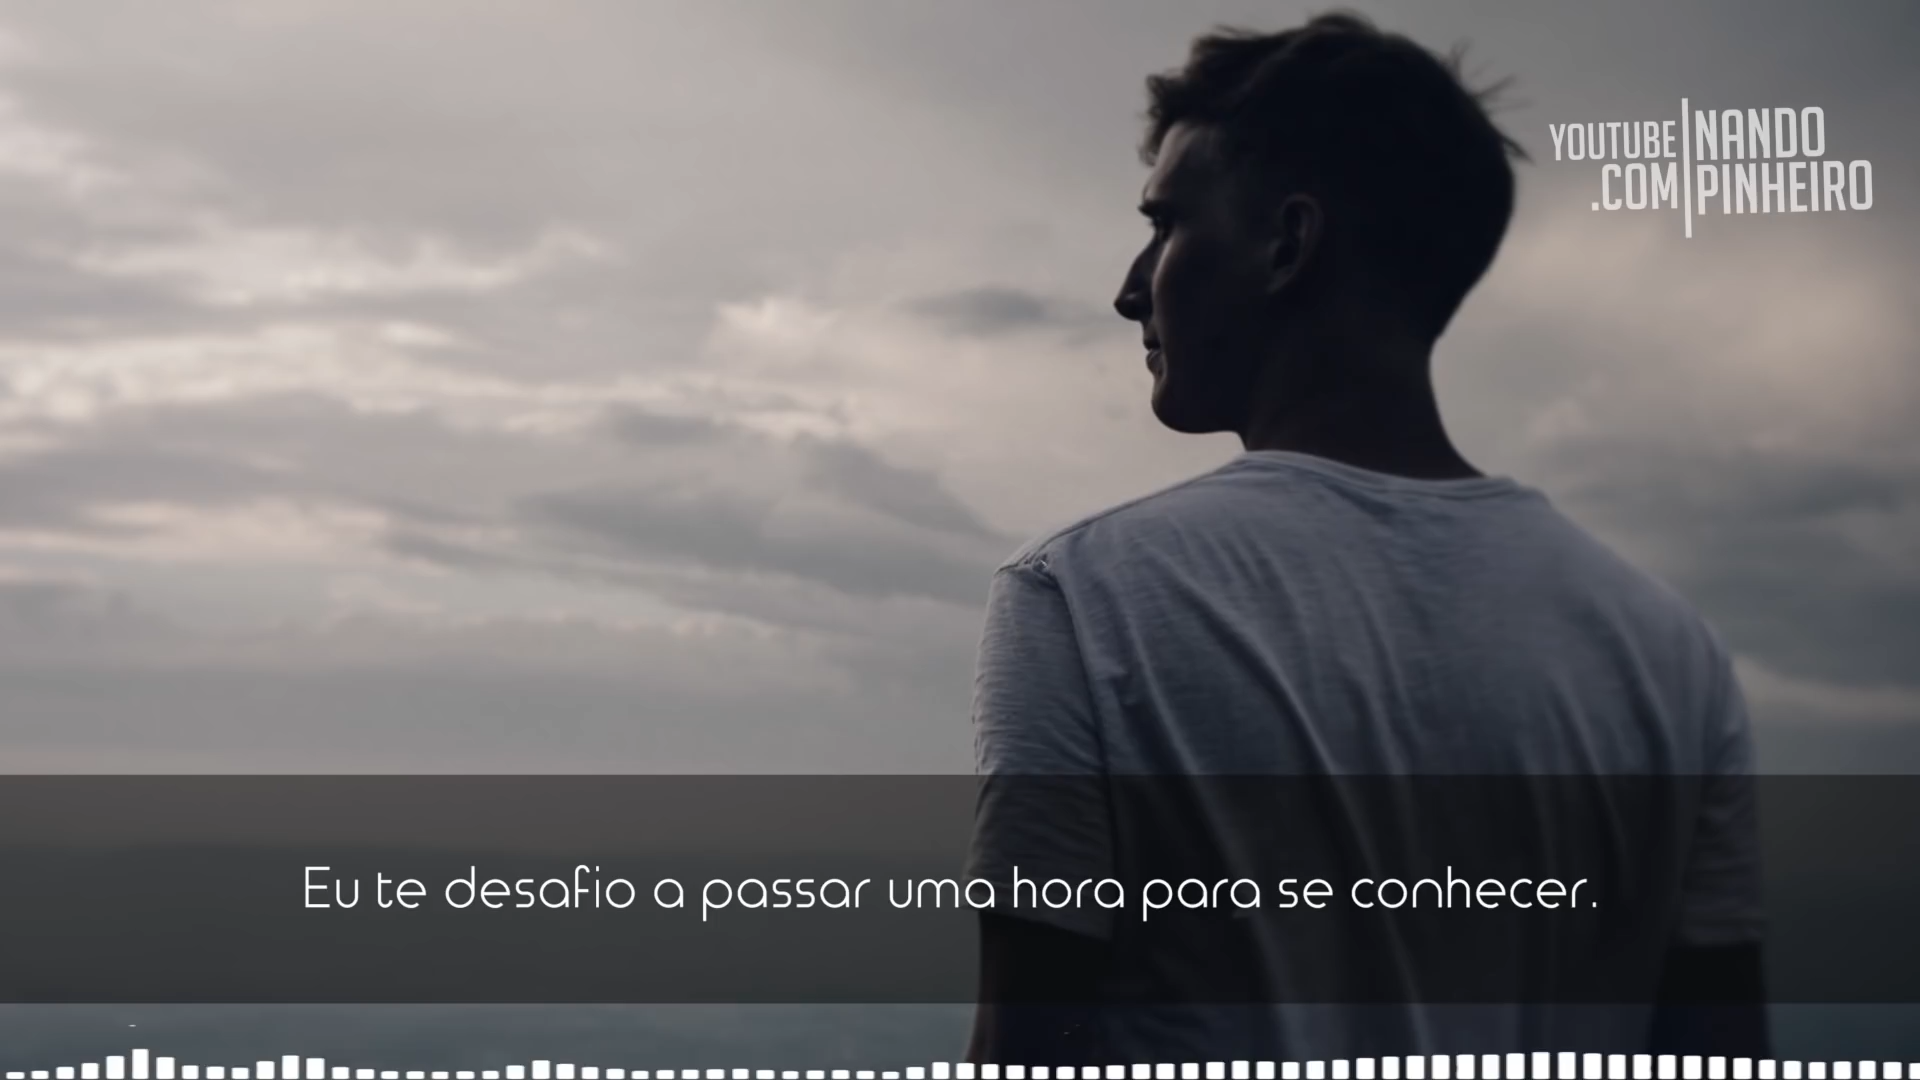 YOUTUBE
.COM
NANDO
PINHEIRO
Eu te desafio a passar uma hora para se conhecer.